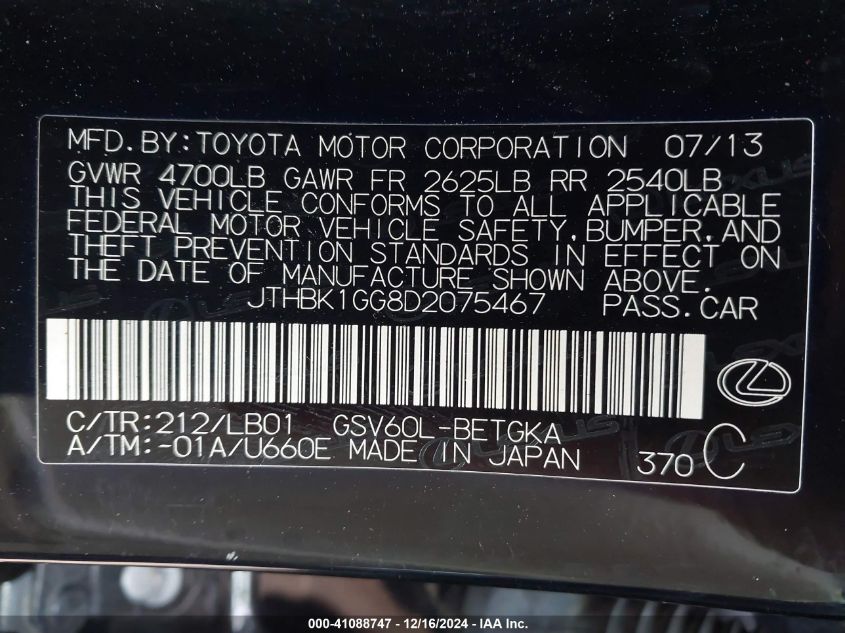 MFD.BY:TOYOTA MOTOR CORPORATION 07/13
GVWR 4700LB GAWR FR 2625LB RR 2540LB
THIS VEHICLE CONFORMS TO ALL APPLICABLE
FEDERAL MOTOR VEHICLE SAFETY,BUMPER,AND
THEFT PREVENTION STANDARDS IN EFFECT ON
THE DATE OF MANUFACTURE SHOWN ABOVE.
JTHBK1GG8D2075467 PASS.CAR
C/TR:212/LB01 GSV60L-BETGKA
A/TM:-01A/U660E MADE IN JAPAN 370 C
000-41088747 - 12/16/2024 - IAA Inc.